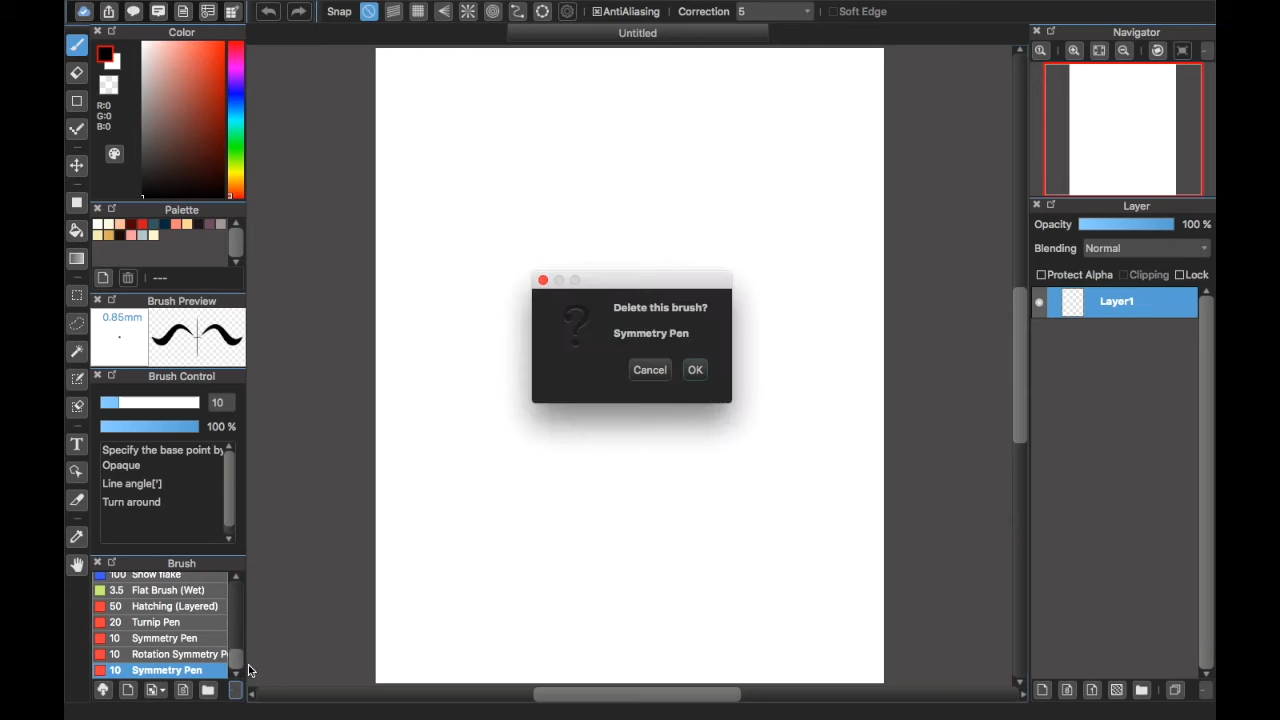 Snap AntiAliasing Correction 5 Soft Edge
Color
Untitled
Navigator
R:0
G:0
B:0
Palette
Layer
Opacity 100 %
Blending Normal
Protect Alpha Clipping Lock
Layer1
---
Brush Preview
0.85mm
Delete this brush?
Symmetry Pen
Cancel OK
Brush Control
10
100 %
Specify the base point by
Opaque
Line angle[']
Turn around
T
Brush
100 Snow flake
3.5 Flat Brush (Wet)
50 Hatching (Layered)
20 Turnip Pen
10 Symmetry Pen
10 Rotation Symmetry P
10 Symmetry Pen